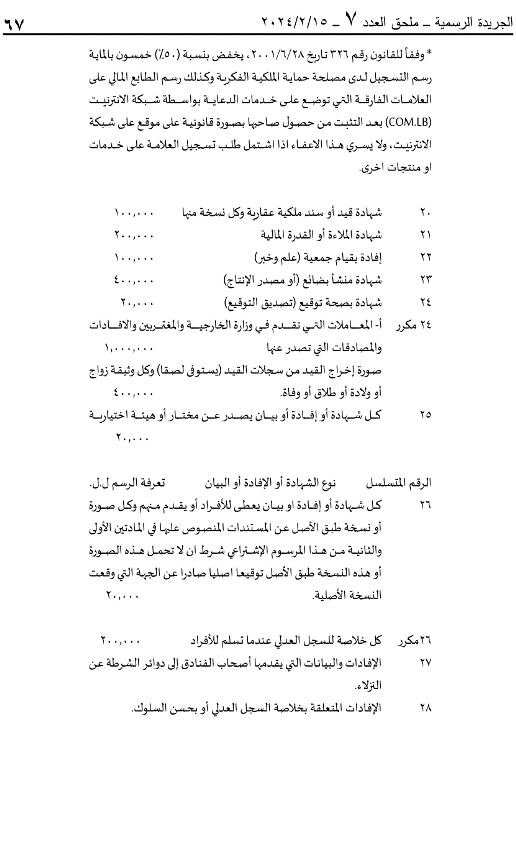 الجريدة الرسمية – ملحق العدد ٧ – ٢٠٢٤/٢/١٥ ٦٧
* وفقاً للقانون رقم ٣٢٦ تاريخ ٢٠٠١/٦/٢٨، يخفض بنسبة (٥٠٪) خمسون بالماية
رسم التسجيل لدى مصلحة حماية الملكية الفكرية وكذلك رسم الطابع المالي على
العلامات الفارقة التي توضع على خدمات الدعاية بواسطة شبكة الانترنيت
(COM.LB) بعد التثبت من حصول صاحبها بصورة قانونية على موقع على شبكة
الانترنيت، ولا يسري هذا الاعفاء اذا اشتمل طلب تسجيل العلامة على خدمات
او منتجات اخرى.
٢٠ شهادة قيد أو سند ملكية عقارية وكل نسخة منها ١٠٠,٠٠٠
٢١ شهادة الملاءة أو القدرة المالية ٢٠٠,٠٠٠
٢٢ إفادة بقيام جمعية (علم وخبر) ١٠٠,٠٠٠
٢٣ شهادة منشأ بضائع (أو مصدر الإنتاج) ٤٠٠,٠٠٠
٢٤ شهادة بصحة توقيع (تصديق التوقيع) ٢٠,٠٠٠
٢٤ مكرر أ- المعاملات التي تقدم في وزارة الخارجية والمغتربين والافادات
والمصادقات التي تصدر عنها ١,٠٠٠,٠٠٠
صورة إخراج القيد من سجلات القيد (يستوفى لصقا) وكل وثيقة زواج
أو ولادة أو طلاق أو وفاة. ٤٠٠,٠٠٠
٢٥ كل شهادة أو إفادة أو بيان يصدر عن مختار أو هيئة اختيارية
٢٠,٠٠٠
الرقم المتسلسل نوع الشهادة أو الإفادة أو البيان تعرفة الرسم ل.ل.
٢٦ كل شهادة أو إفادة او بيان يعطى للأفراد أو يقدم منهم وكل صورة
أو نسخة طبق الأصل عن المستندات المنصوص عليها في المادتين الأولى
والثانية من هذا المرسوم الإشتراعي شرط ان لا تحمل هذه الصورة
أو هذه النسخة طبق الأصل توقيعا اصليا صادرا عن الجهة التي وقعت
النسخة الأصلية. ٢٠,٠٠٠
٢٦مكرر كل خلاصة للسجل العدلي عندما تسلم للأفراد ٢٠٠,٠٠٠
٢٧ الإفادات والبيانات التي يقدمها أصحاب الفنادق إلى دوائر الشرطة عن
النزلاء.
٢٨ الإفادات المتعلقة بخلاصة السجل العدلي أو بحسن السلوك.